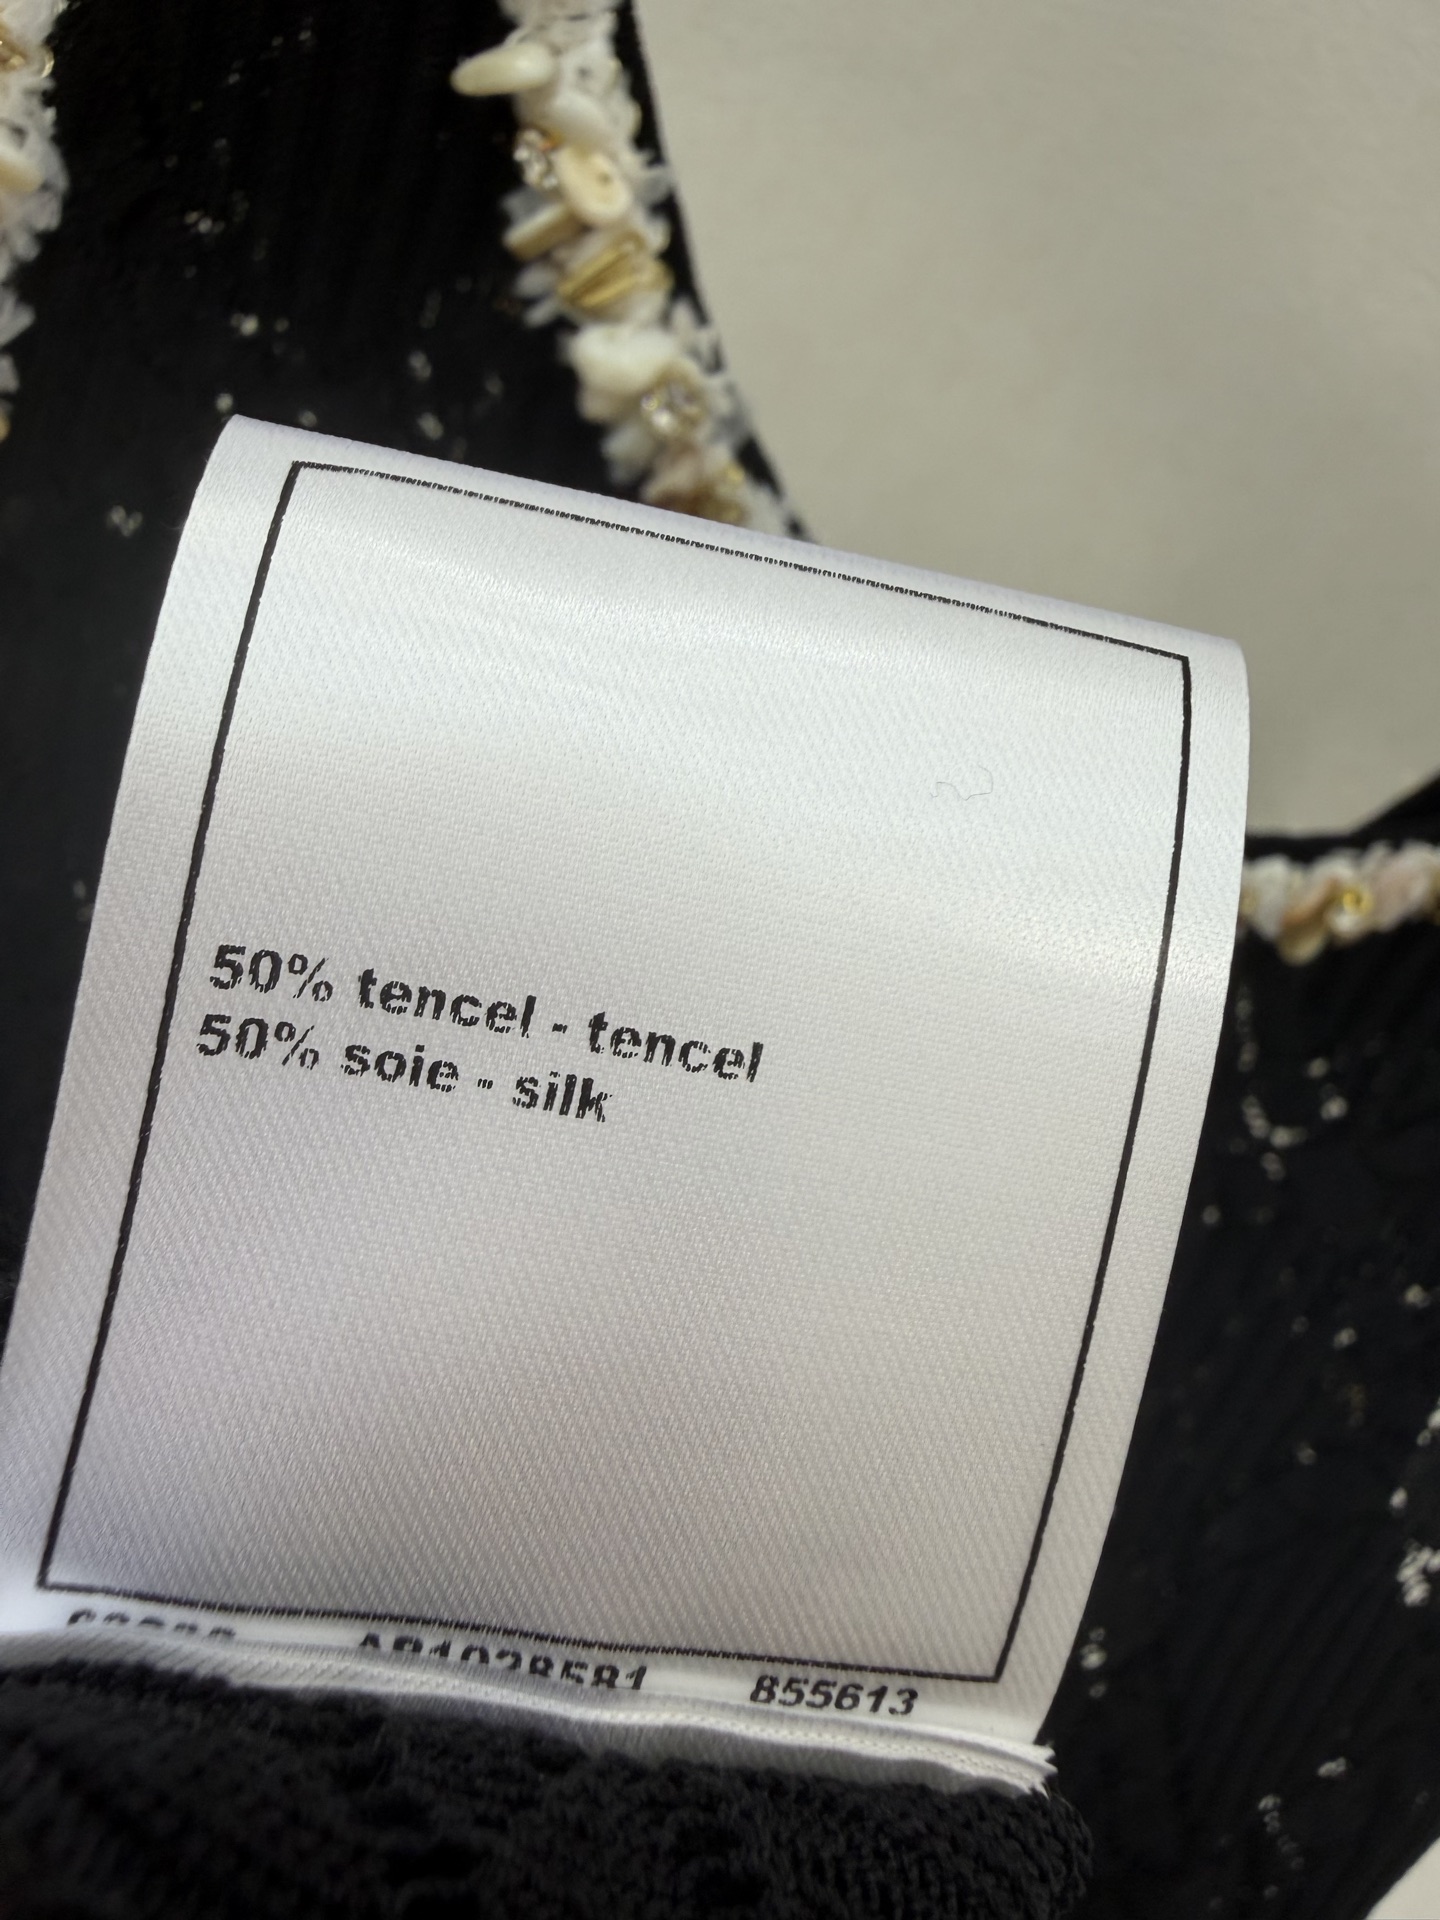 50% tencel - tencel
50% soie - silk
855613